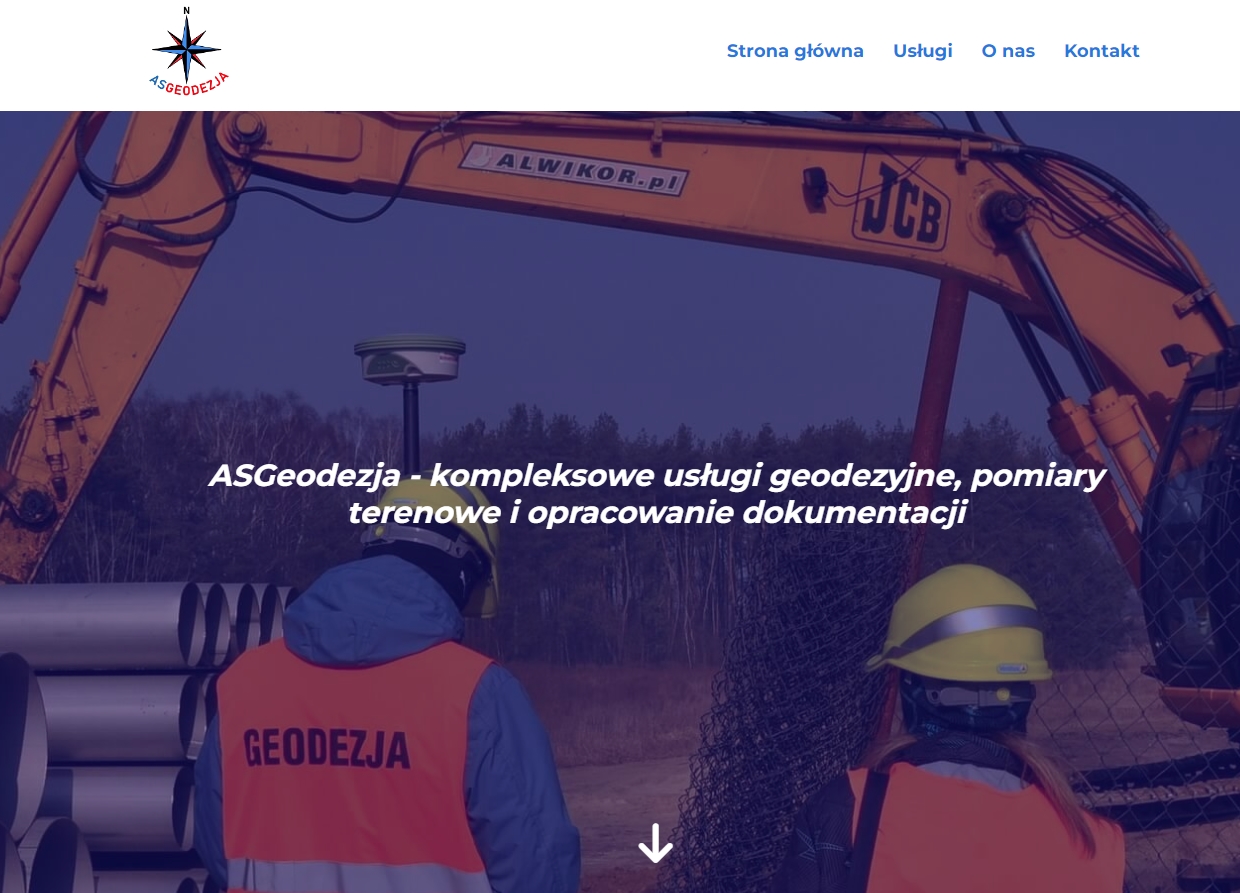 N
ASGEODEZJA
Strona główna Usługi O nas Kontakt
ALWIKOR.pl
JCB
ASGeodezja - kompleksowe usługi geodezyjne, pomiary
terenowe i opracowanie dokumentacji
GEODEZJA